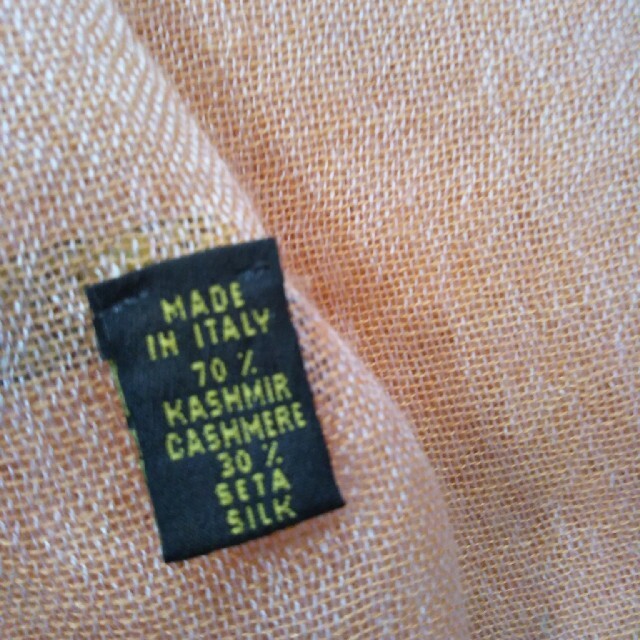 MADE
IN ITALY
70 %
KASHMIR
CASHMERE
30 %
SETA
SILK